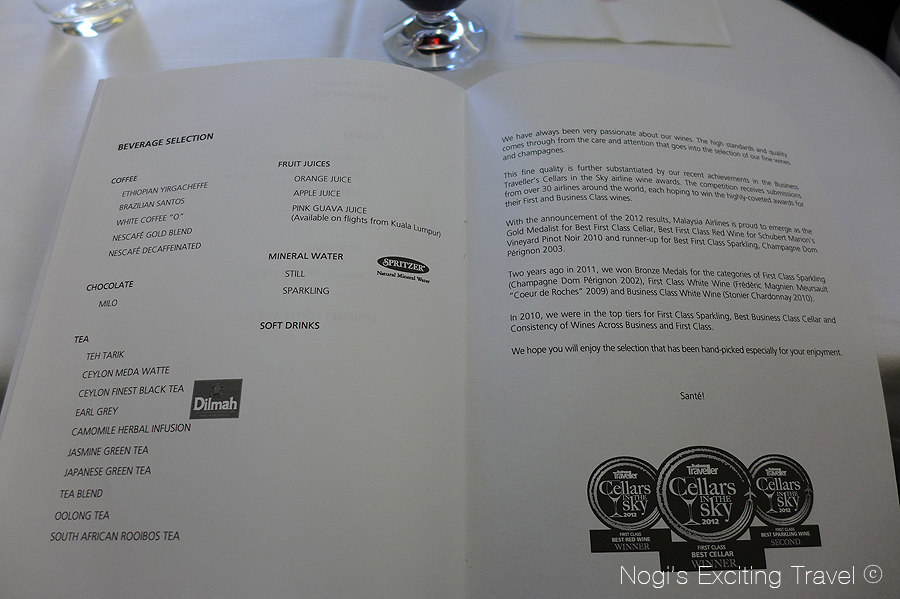 BEVERAGE SELECTION
COFFEE
ETHIOPIAN YIRGACHEFFE
BRAZILIAN SANTOS
WHITE COFFEE "O"
NESCAFÉ GOLD BLEND
NESCAFÉ DECAFFEINATED
CHOCOLATE
MILO
TEA
TEH TARIK
CEYLON MEDA WATTE
CEYLON FINEST BLACK TEA
EARL GREY
CAMOMILE HERBAL INFUSION
JASMINE GREEN TEA
JAPANESE GREEN TEA
TEA BLEND
OOLONG TEA
SOUTH AFRICAN ROOIBOS TEA
Dilmah
FRUIT JUICES
ORANGE JUICE
APPLE JUICE
PINK GUAVA JUICE
(Available on flights from Kuala Lumpur)
MINERAL WATER
STILL
SPARKLING
SPRITZER
Natural Mineral Water
SOFT DRINKS
We have always been very passionate about our wines. The high standards and quality
comes through from the care and attention that goes into the selection of our fine wines
and champagnes.
This fine quality is further substantiated by our recent achievements in the Business
Traveller's Cellars in the Sky airline wine awards. The competition receives submissions
from over 30 airlines around the world, each hoping to win the highly-coveted awards for
their First and Business Class wines.
With the announcement of the 2012 results, Malaysia Airlines is proud to emerge as the
Gold Medalist for Best First Class Cellar, Best First Class Red Wine for Schubert Marion's
Vineyard Pinot Noir 2010 and runner-up for Best First Class Sparkling, Champagne Dom
Pérignon 2003.
Two years ago in 2011, we won Bronze Medals for the categories of First Class Sparkling
(Champagne Dom Pérignon 2002), First Class White Wine (Frédéric Magnien Meursault
"Coeur de Roches" 2009) and Business Class White Wine (Stonier Chardonnay 2010).
In 2010, we were in the top tiers for First Class Sparkling, Best Business Class Cellar and
Consistency of Wines Across Business and First Class.
We hope you will enjoy the selection that has been hand-picked especially for your enjoyment.
Santé!
Business
Traveller
Cellars
IN THE
sky
2012
FIRST CLASS
BEST RED WINE
WINNER
Business
Traveller
Cellars
IN THE
sky
2012
FIRST CLASS
BEST CELLAR
WINNER
Business
Traveller
Cellars
IN THE
sky
2012
FIRST CLASS
BEST SPARKLING WINE
SECOND
Nogi's Exciting Travel ©